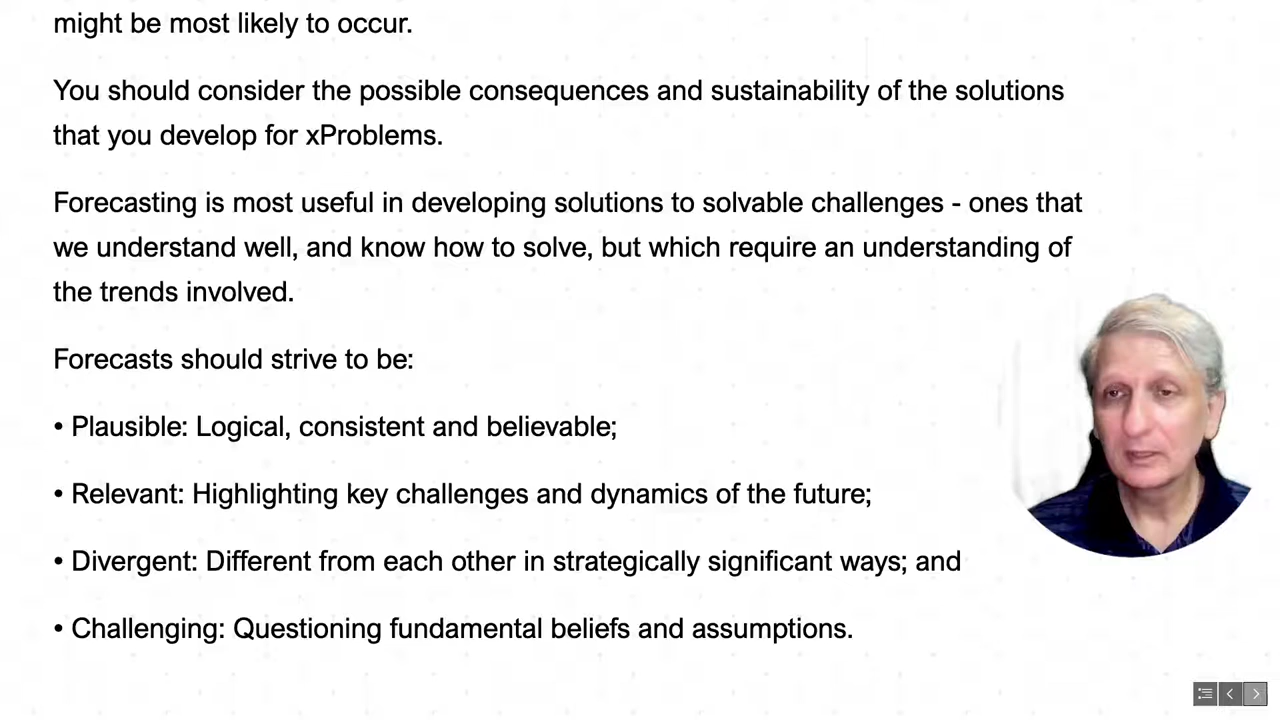 might be most likely to occur.
You should consider the possible consequences and sustainability of the solutions
that you develop for xProblems.
Forecasting is most useful in developing solutions to solvable challenges - ones that
we understand well, and know how to solve, but which require an understanding of
the trends involved.
Forecasts should strive to be:
• Plausible: Logical, consistent and believable;
• Relevant: Highlighting key challenges and dynamics of the future;
• Divergent: Different from each other in strategically significant ways; and
• Challenging: Questioning fundamental beliefs and assumptions.